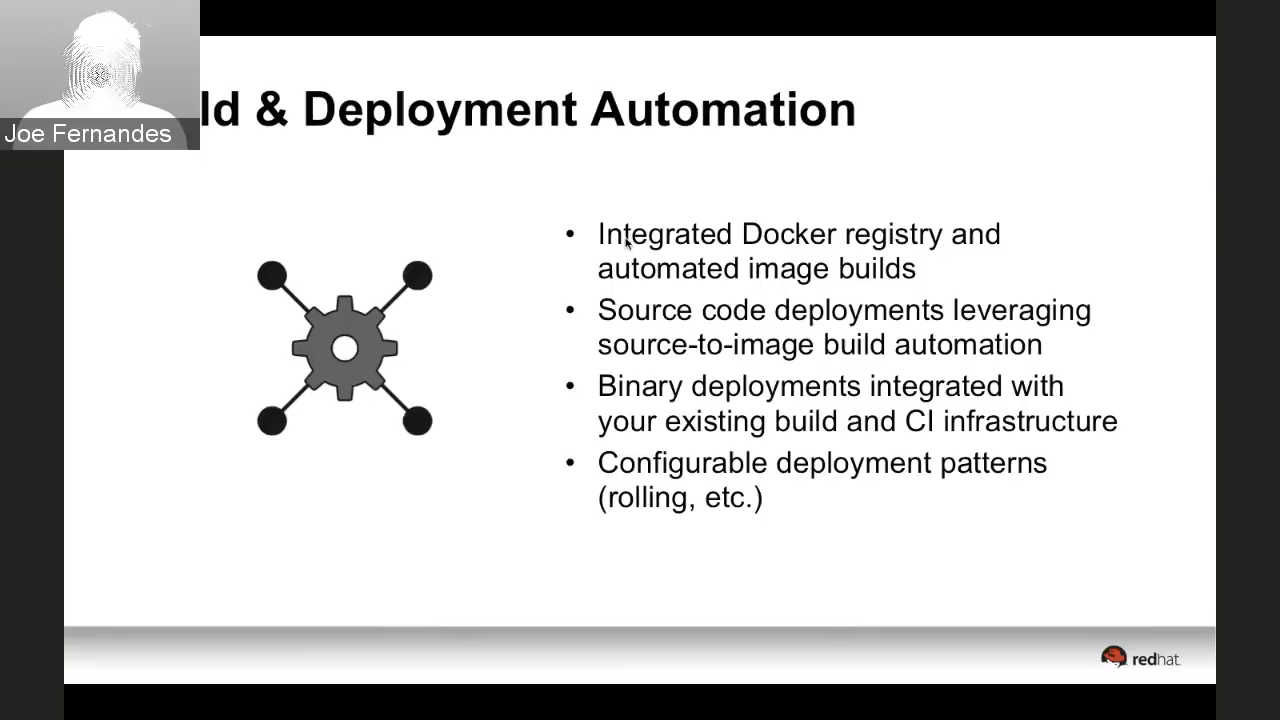 ld & Deployment Automation
Joe Fernandes
• Integrated Docker registry and
automated image builds
• Source code deployments leveraging
source-to-image build automation
• Binary deployments integrated with
your existing build and CI infrastructure
• Configurable deployment patterns
(rolling, etc.)
redhat.